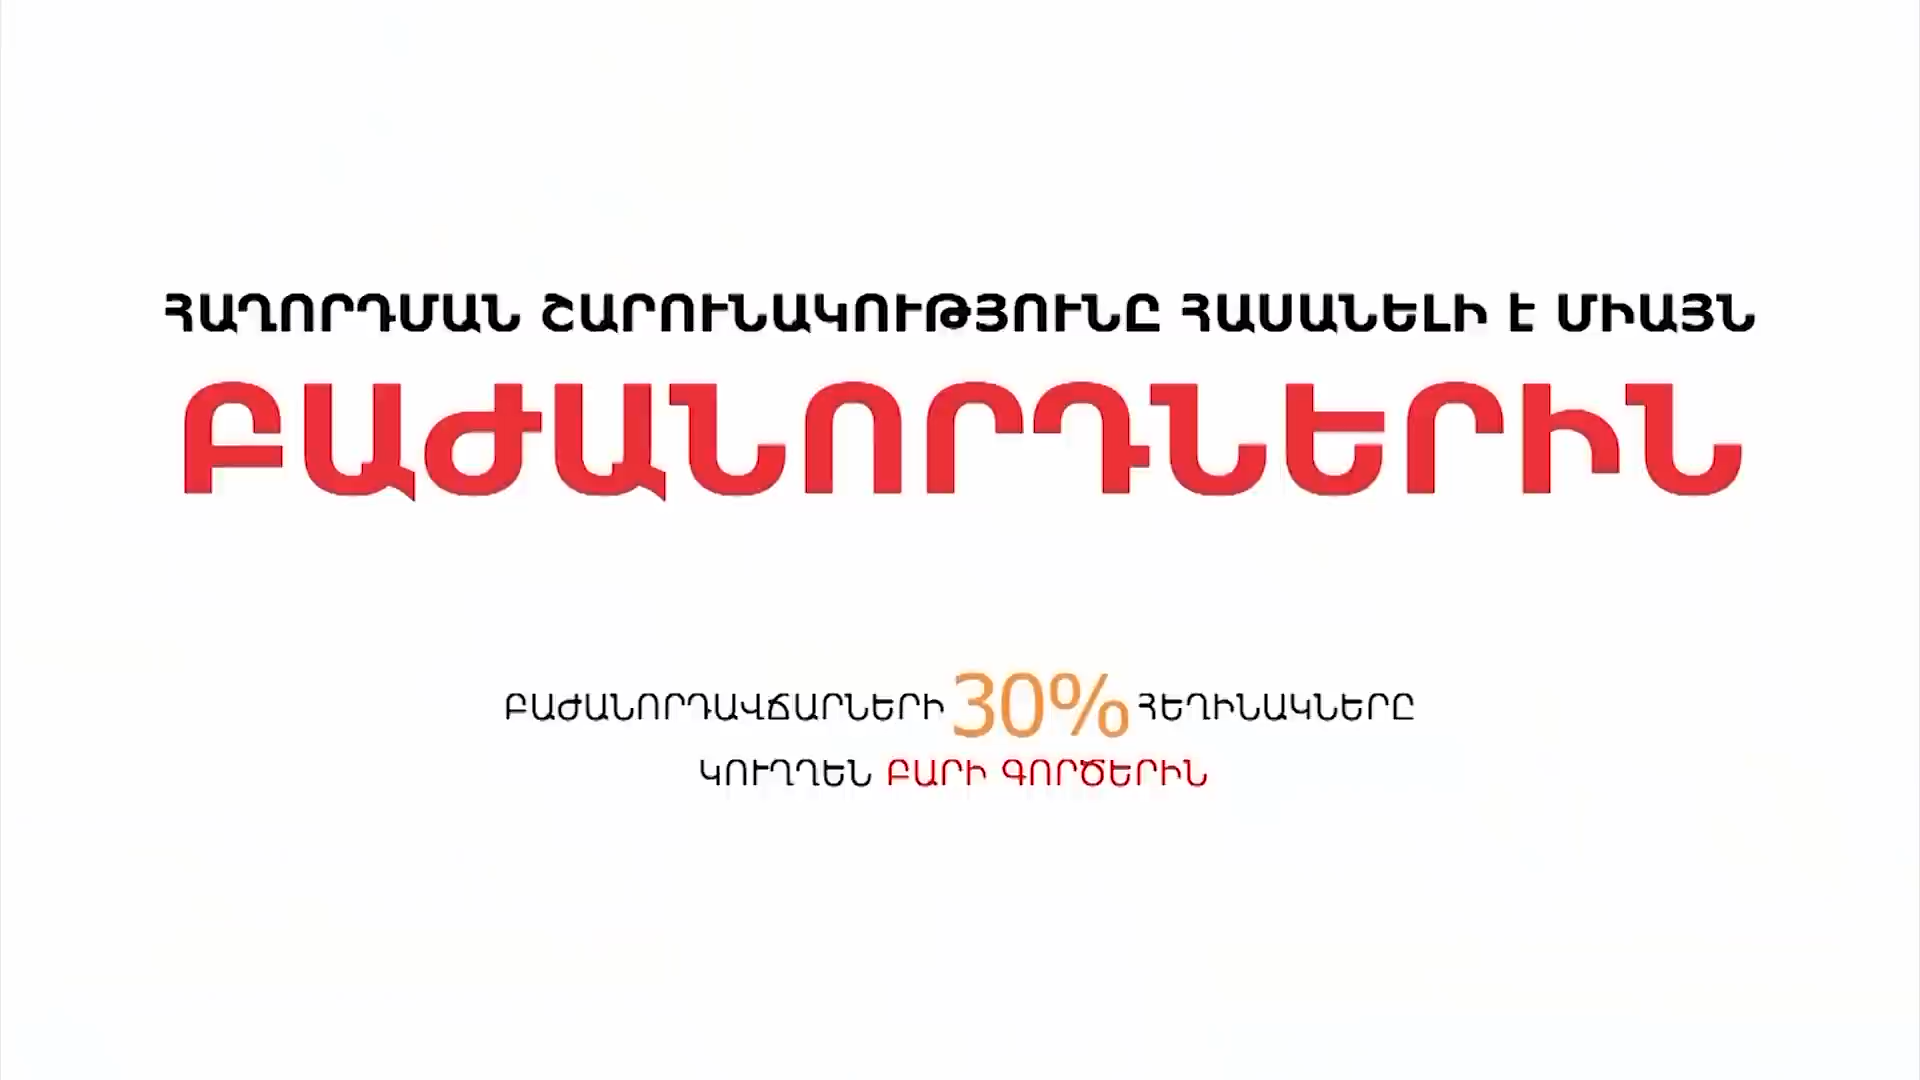 ՀԱՂՈՐԴՄԱՆ ՇԱՐՈՒՆԱԿՈՒԹՅՈՒՆԸ ՀԱՍԱՆԵԼԻ Է ՄԻԱՅՆ
ԲԱԺԱՆՈՐԴՆԵՐԻՆ
ԲԱԺԱՆՈՐԴԱՎՃԱՐՆԵՐԻ 30% ՀԵՂԻՆԱԿՆԵՐԸ
ԿՈՒՂՂԵՆ ԲԱՐԻ ԳՈՐԾԵՐԻՆ